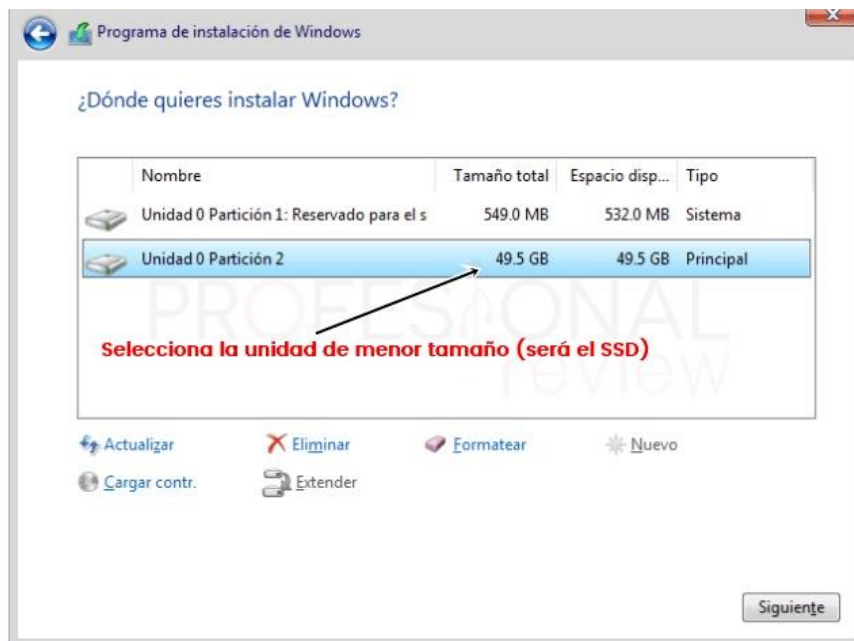 Programa de instalación de Windows
¿Dónde quieres instalar Windows?
Nombre Tamaño total Espacio disp... Tipo
Unidad 0 Partición 1: Reservado para el s 549.0 MB 532.0 MB Sistema
Unidad 0 Partición 2 49.5 GB 49.5 GB Principal
PROFESIONAL
review
Selecciona la unidad de menor tamaño (será el SSD)
Actualizar Eliminar Formatear Nuevo
Cargar contr. Extender
Siguiente